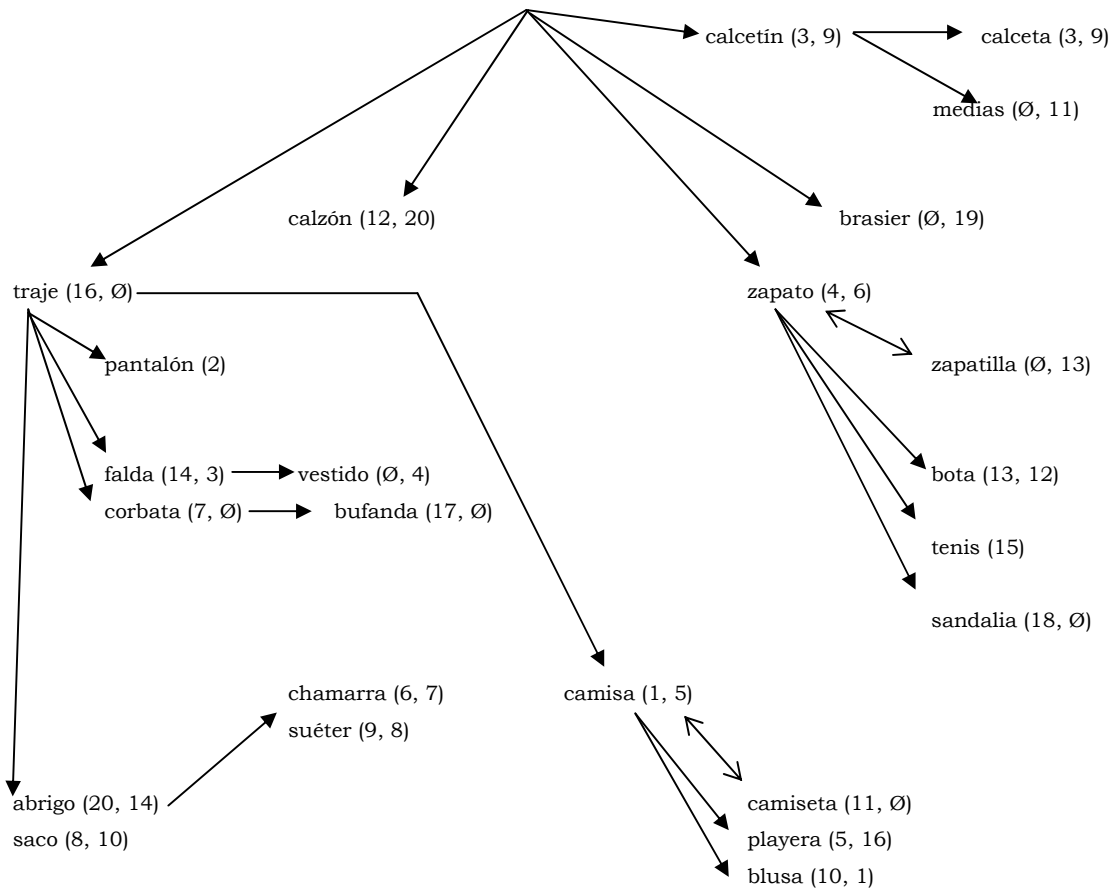 calcetín (3, 9)
calceta (3, 9)
medias (Ø, 11)
calzón (12, 20)
brasier (Ø, 19)
traje (16, Ø)
zapato (4, 6)
pantalón (2)
zapatilla (Ø, 13)
falda (14, 3)
vestido (Ø, 4)
bota (13, 12)
corbata (7, Ø)
bufanda (17, Ø)
tenis (15)
sandalia (18, Ø)
chamarra (6, 7)
camisa (1, 5)
suéter (9, 8)
abrigo (20, 14)
camiseta (11, Ø)
saco (8, 10)
playera (5, 16)
blusa (10, 1)